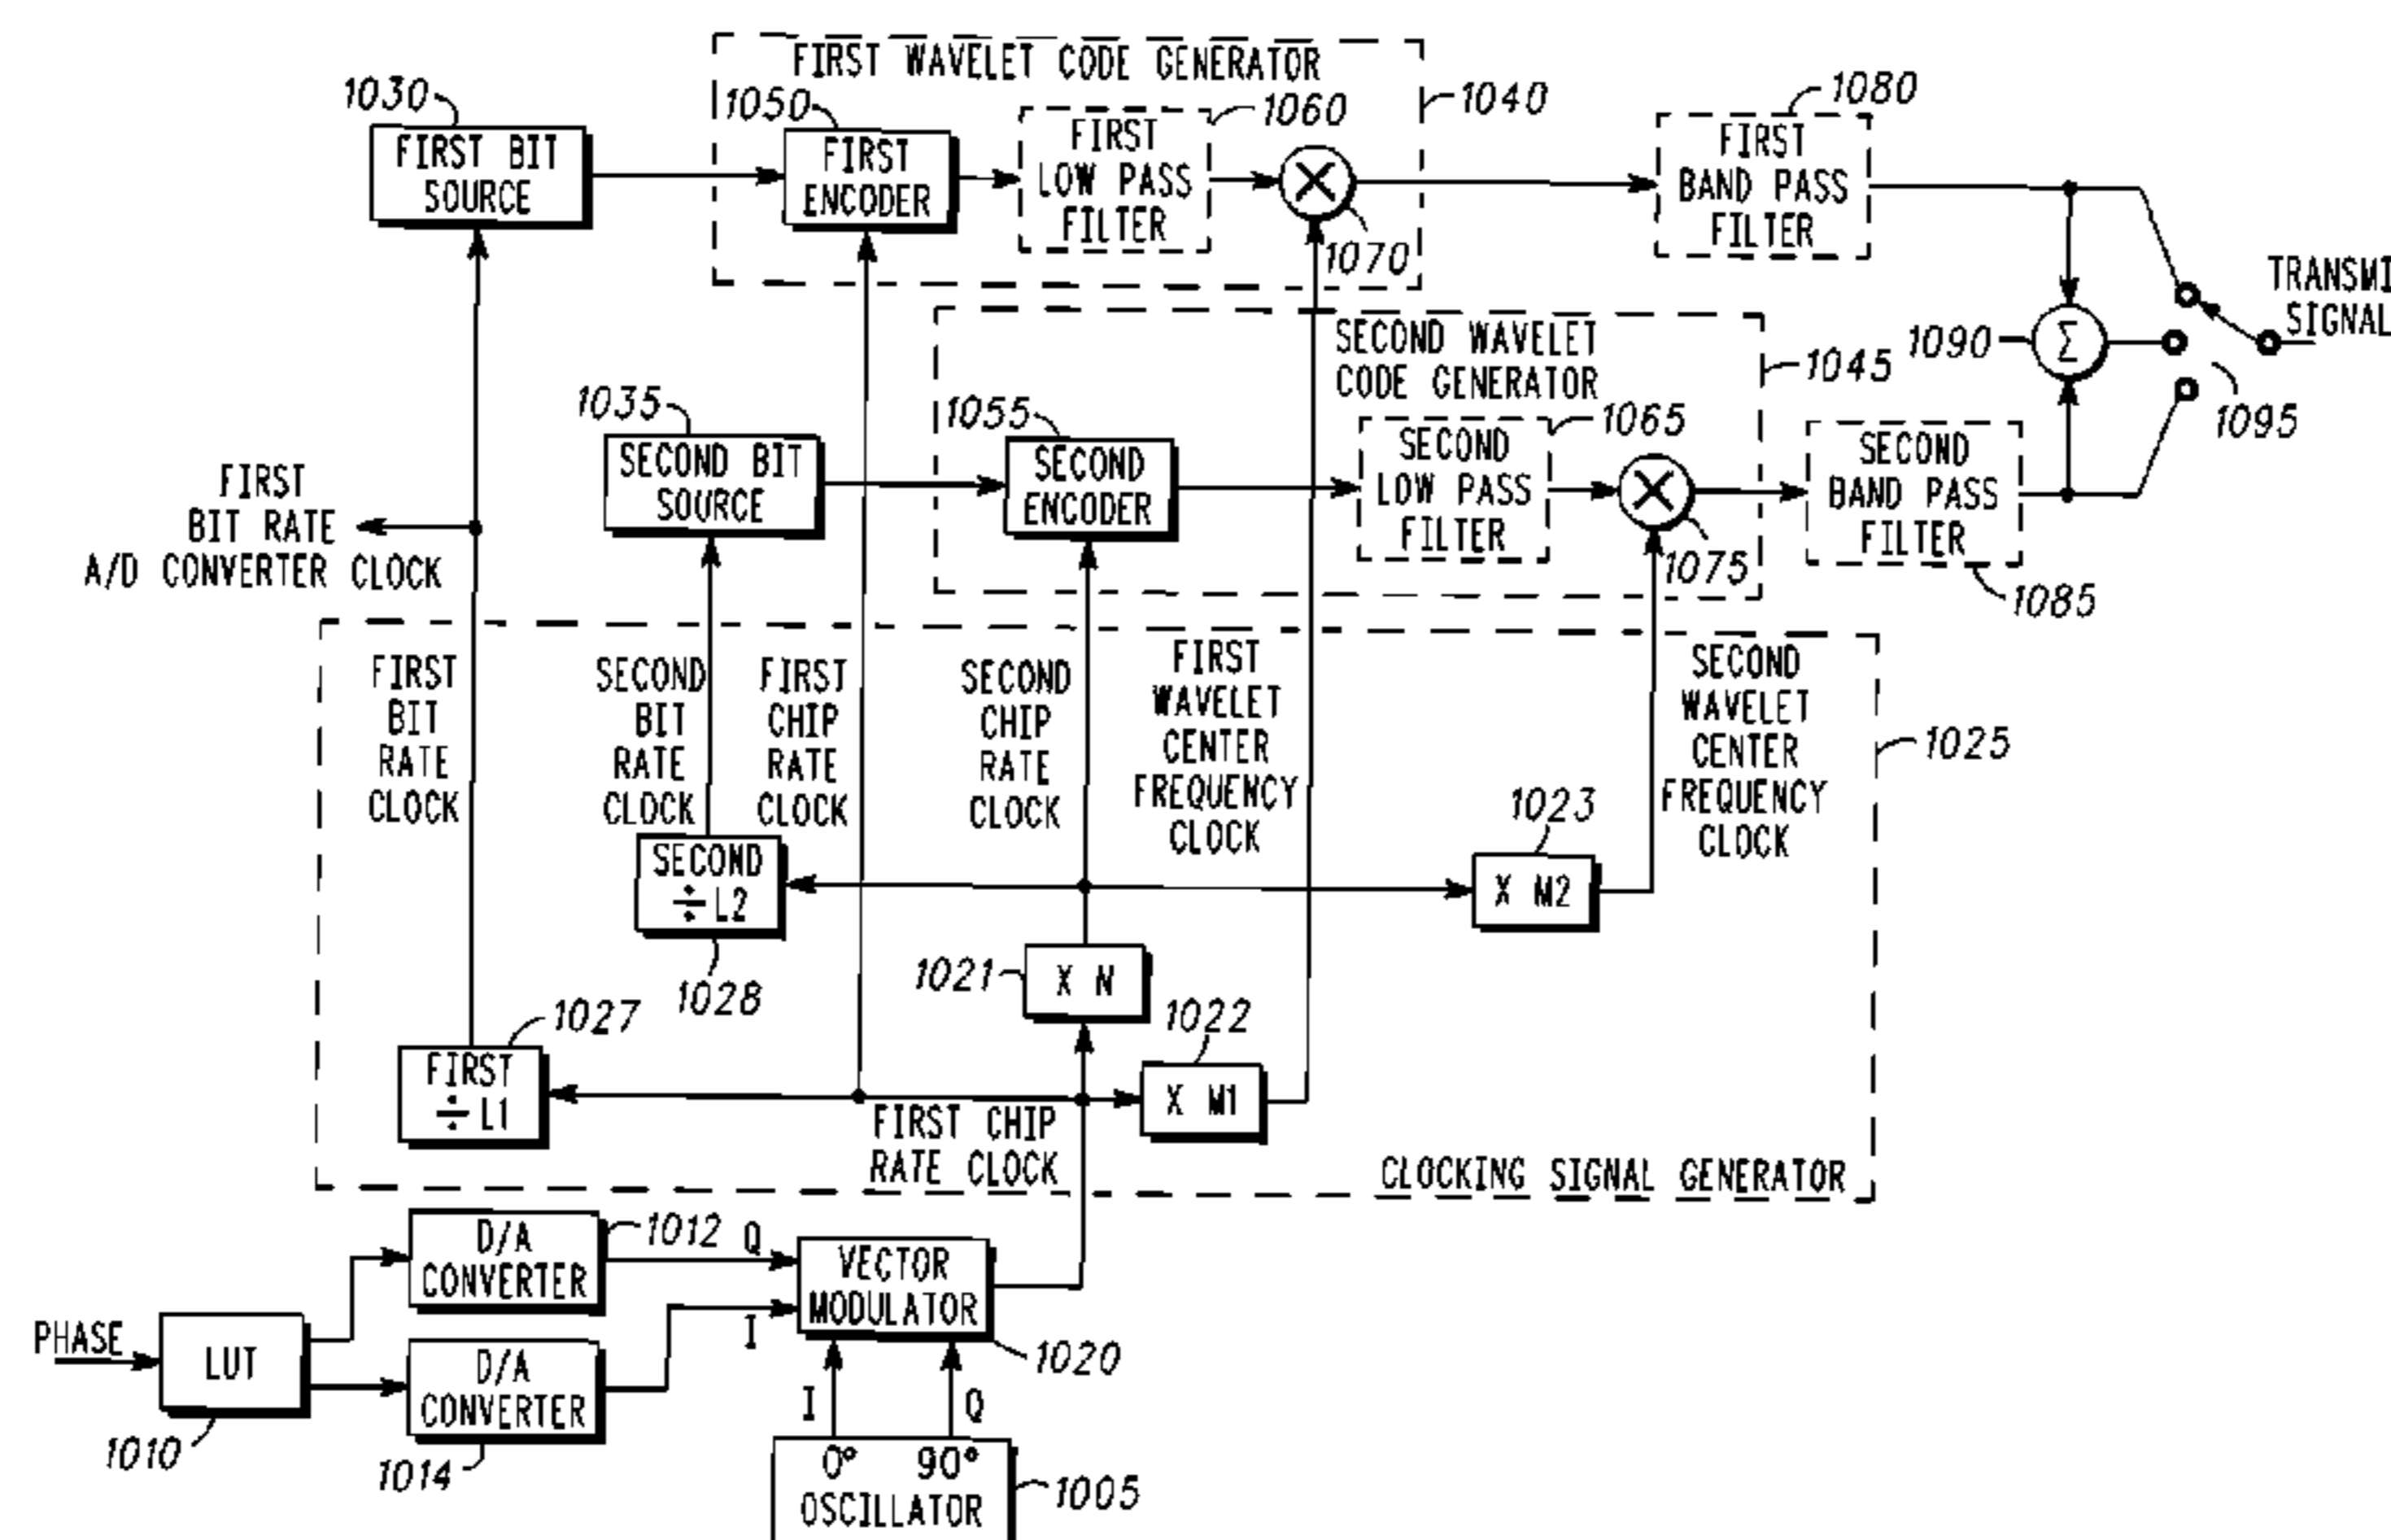 FIRST WAVELET CODE GENERATOR
1030
1050
1060
1040
1080
FIRST BIT
SOURCE
FIRST
ENCODER
FIRST
LOW PASS
FILTER
1070
FIRST
BAND PASS
FILTER
TRANSMI
SIGNAL
SECOND WAVELET
CODE GENERATOR
1045
1090
Σ
1095
1035
1055
1065
SECOND BIT
SOURCE
SECOND
ENCODER
SECOND
LOW PASS
FILTER
1075
SECOND
BAND PASS
FILTER
1085
FIRST
BIT RATE
A/D CONVERTER CLOCK
FIRST
BIT
RATE
CLOCK
SECOND
BIT
RATE
CLOCK
FIRST
CHIP
RATE
CLOCK
SECOND
CHIP
RATE
CLOCK
FIRST
WAVELET
CENTER
FREQUENCY
CLOCK
SECOND
WAVELET
CENTER
FREQUENCY
CLOCK
1025
1023
SECOND
÷ L2
1028
X M2
1021
X N
1027
1022
FIRST
÷ L1
X M1
FIRST CHIP
RATE CLOCK
CLOCKING SIGNAL GENERATOR
D/A
CONVERTER
1012
Q
VECTOR
MODULATOR
I
1020
PHASE
LUT
1010
D/A
CONVERTER
1014
I
Q
0° 90°
OSCILLATOR
1005